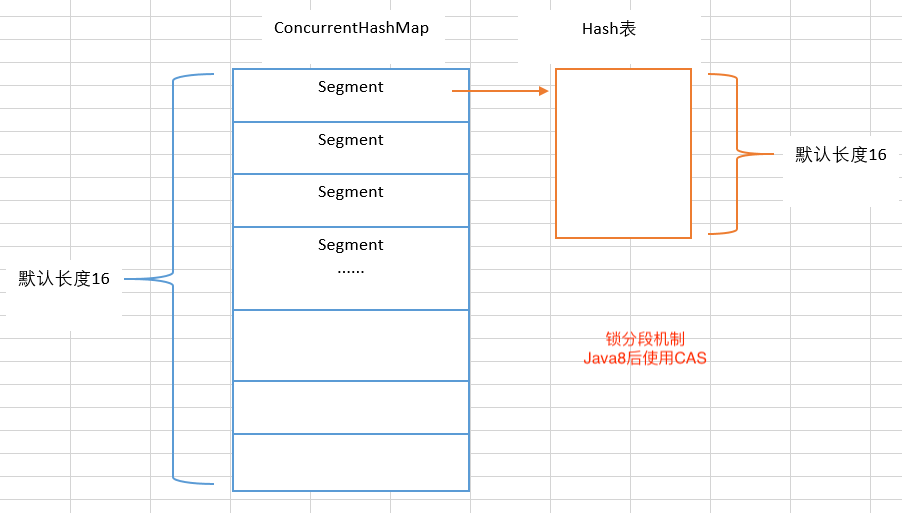 ConcurrentHashMap
Hash表
Segment
Segment
Segment
Segment
......
默认长度16
默认长度16
锁分段机制
Java8后使用CAS